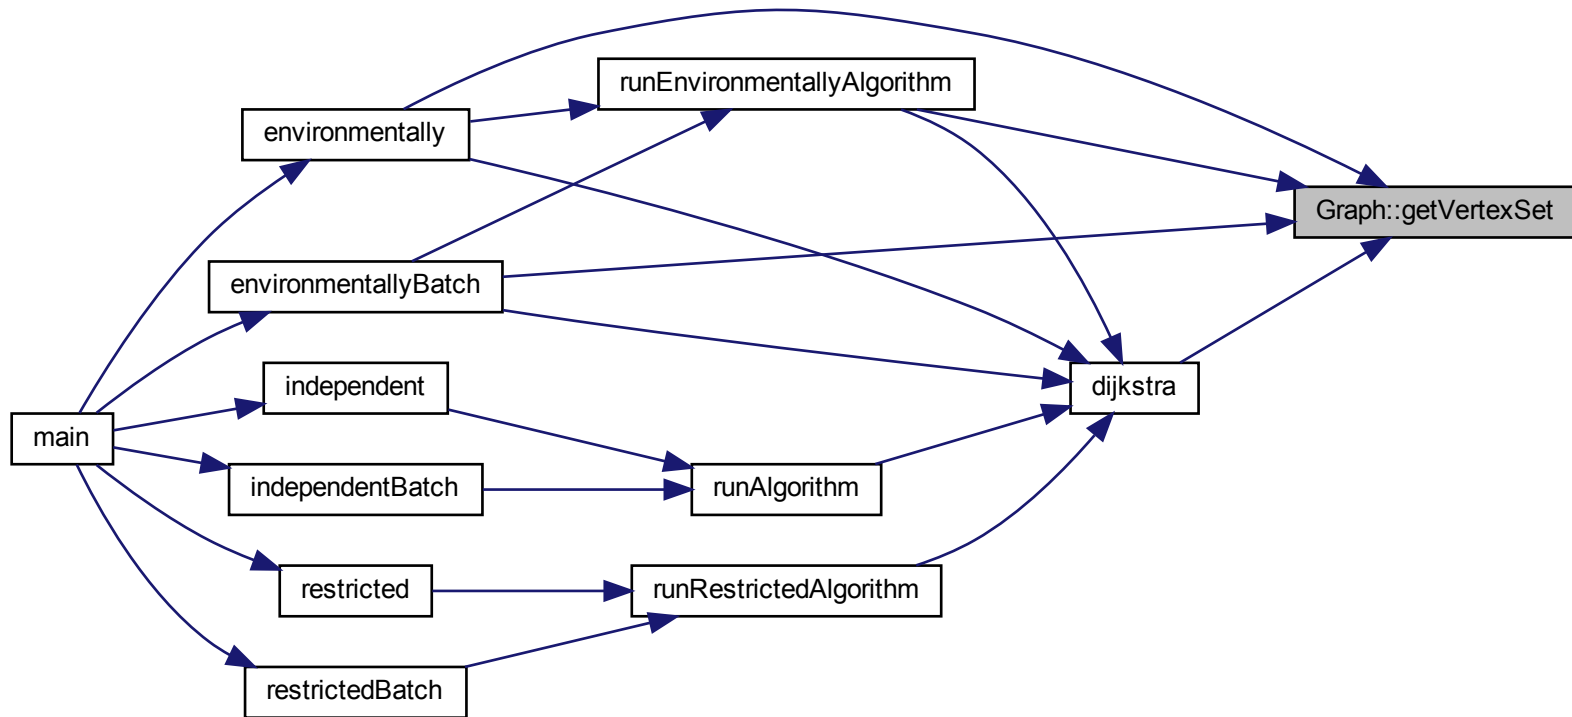 runEnvironmentallyAlgorithm
environmentally
Graph::getVertexSet
environmentallyBatch
independent
dijkstra
main
independentBatch
runAlgorithm
restricted
runRestrictedAlgorithm
restrictedBatch